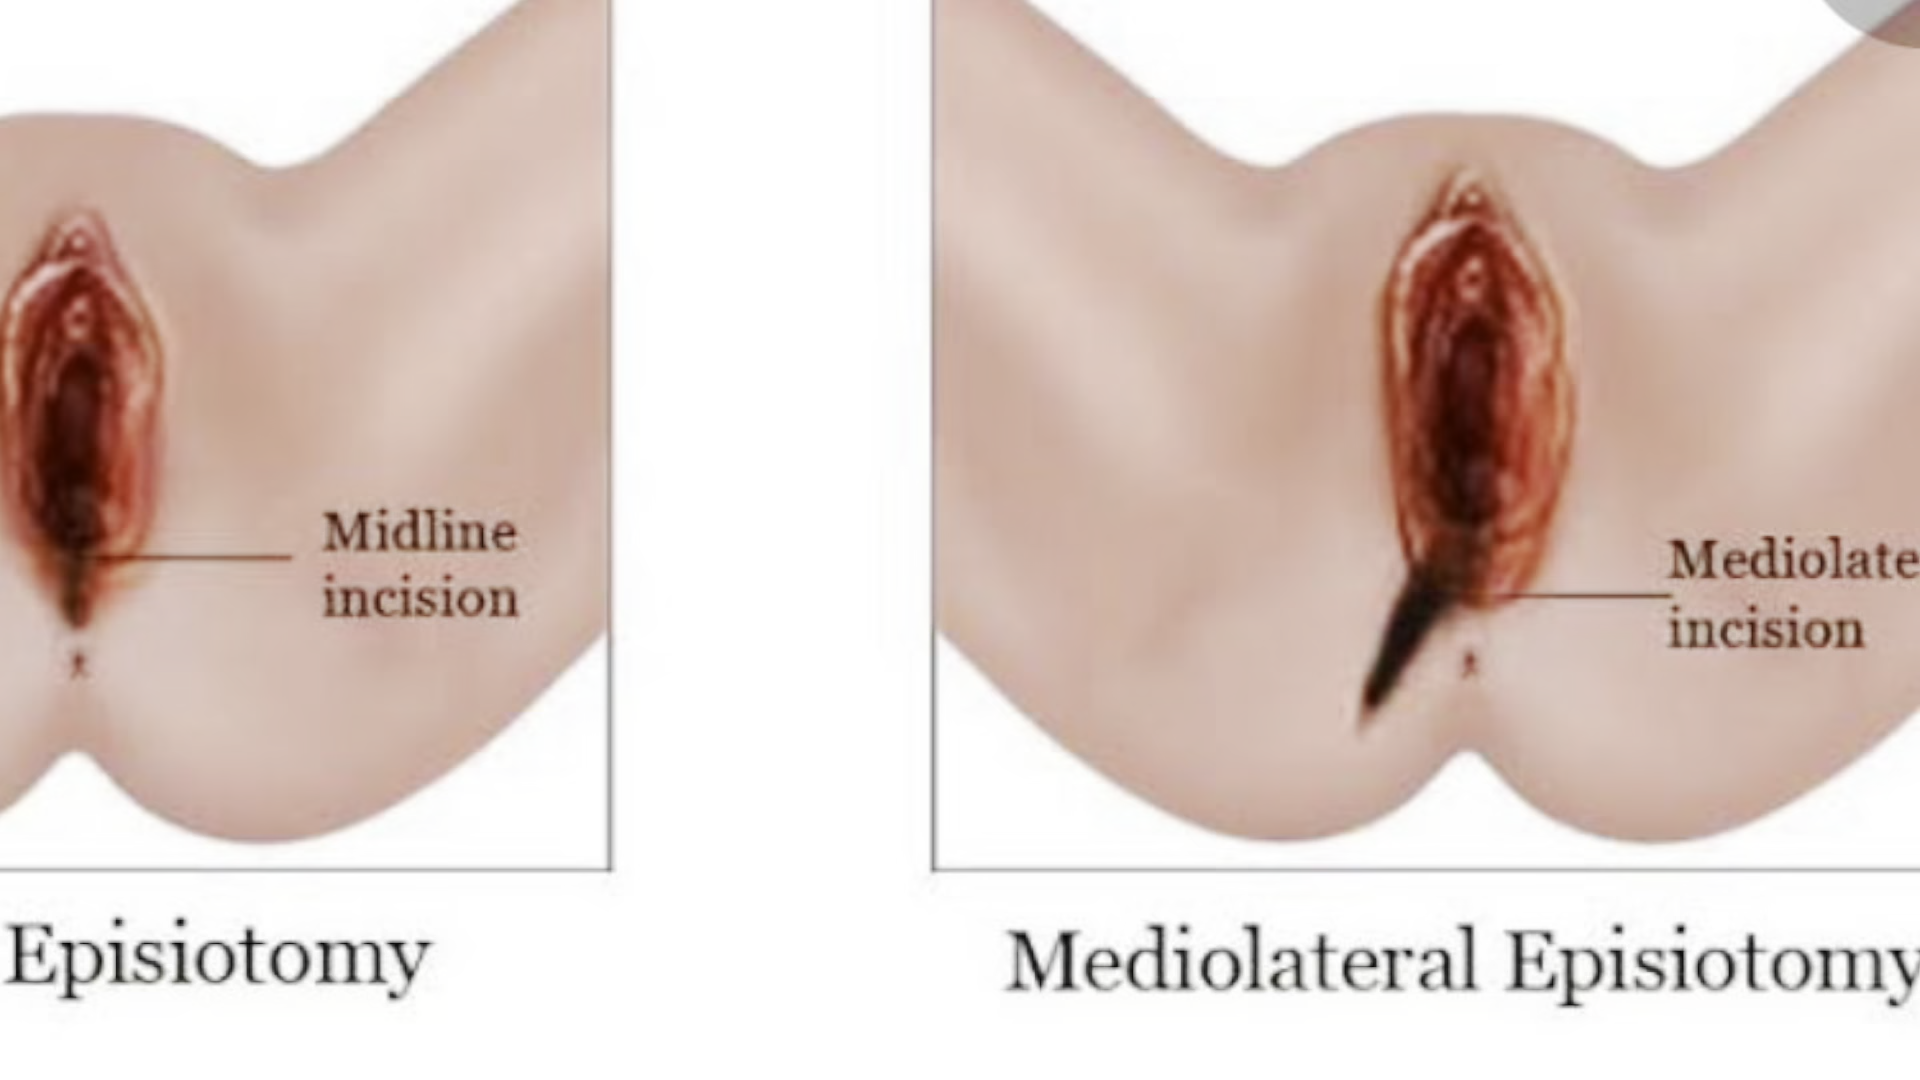 Midline
incision
Mediolate
incision
Episiotomy
Mediolateral Episiotomy